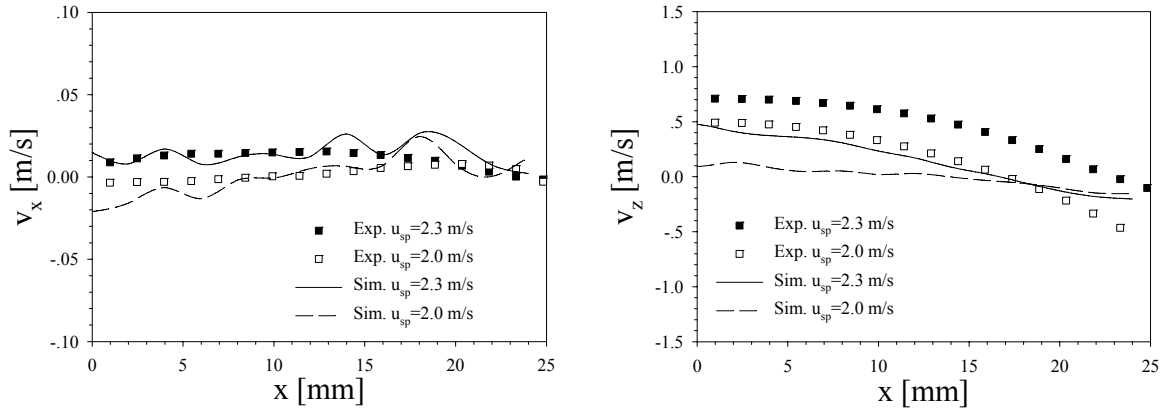 .10
.05
0.00
-.05
-.10
v_x [m/s]
0 5 10 15 20 25
x [mm]
Exp. u_sp=2.3 m/s
Exp. u_sp=2.0 m/s
Sim. u_sp=2.3 m/s
Sim. u_sp=2.0 m/s
1.5
1.0
.5
0.0
-.5
-1.0
-1.5
v_z [m/s]
0 5 10 15 20 25
x [mm]
Exp. u_sp=2.3 m/s
Exp. u_sp=2.0 m/s
Sim. u_sp=2.3 m/s
Sim. u_sp=2.0 m/s